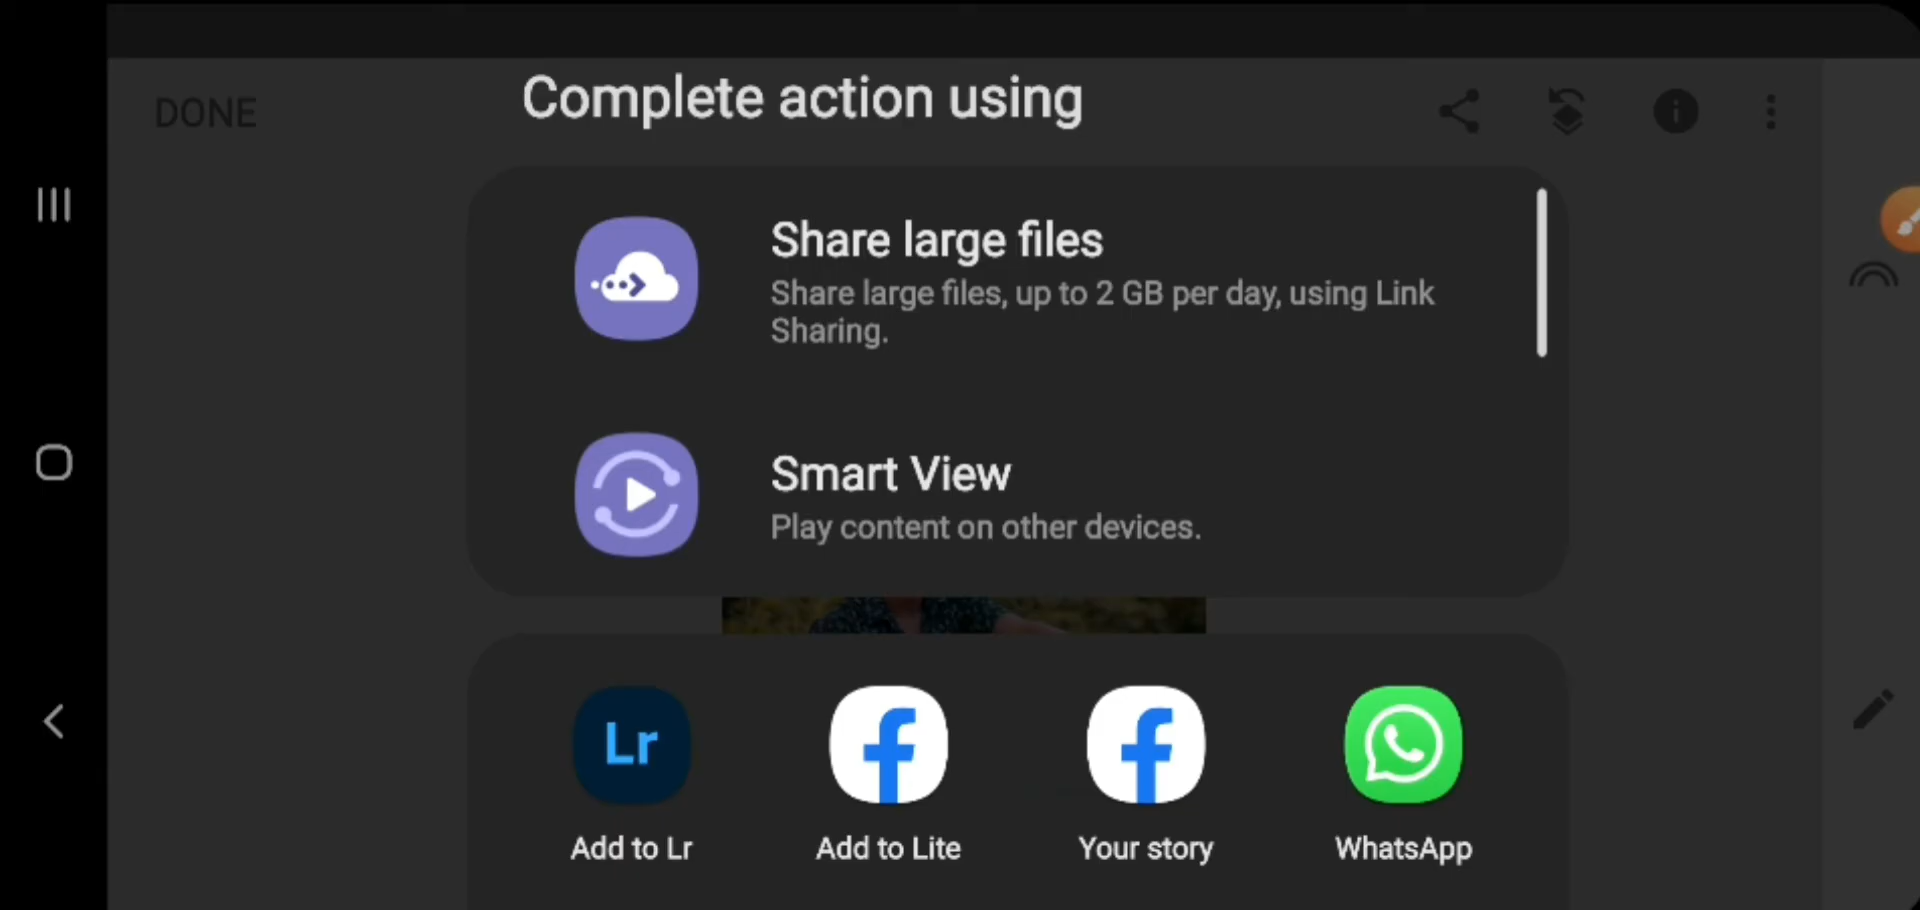 DONE
Complete action using
Share large files
Share large files, up to 2 GB per day, using Link
Sharing.
Smart View
Play content on other devices.
Lr
Add to Lr
Add to Lite
Your story
WhatsApp